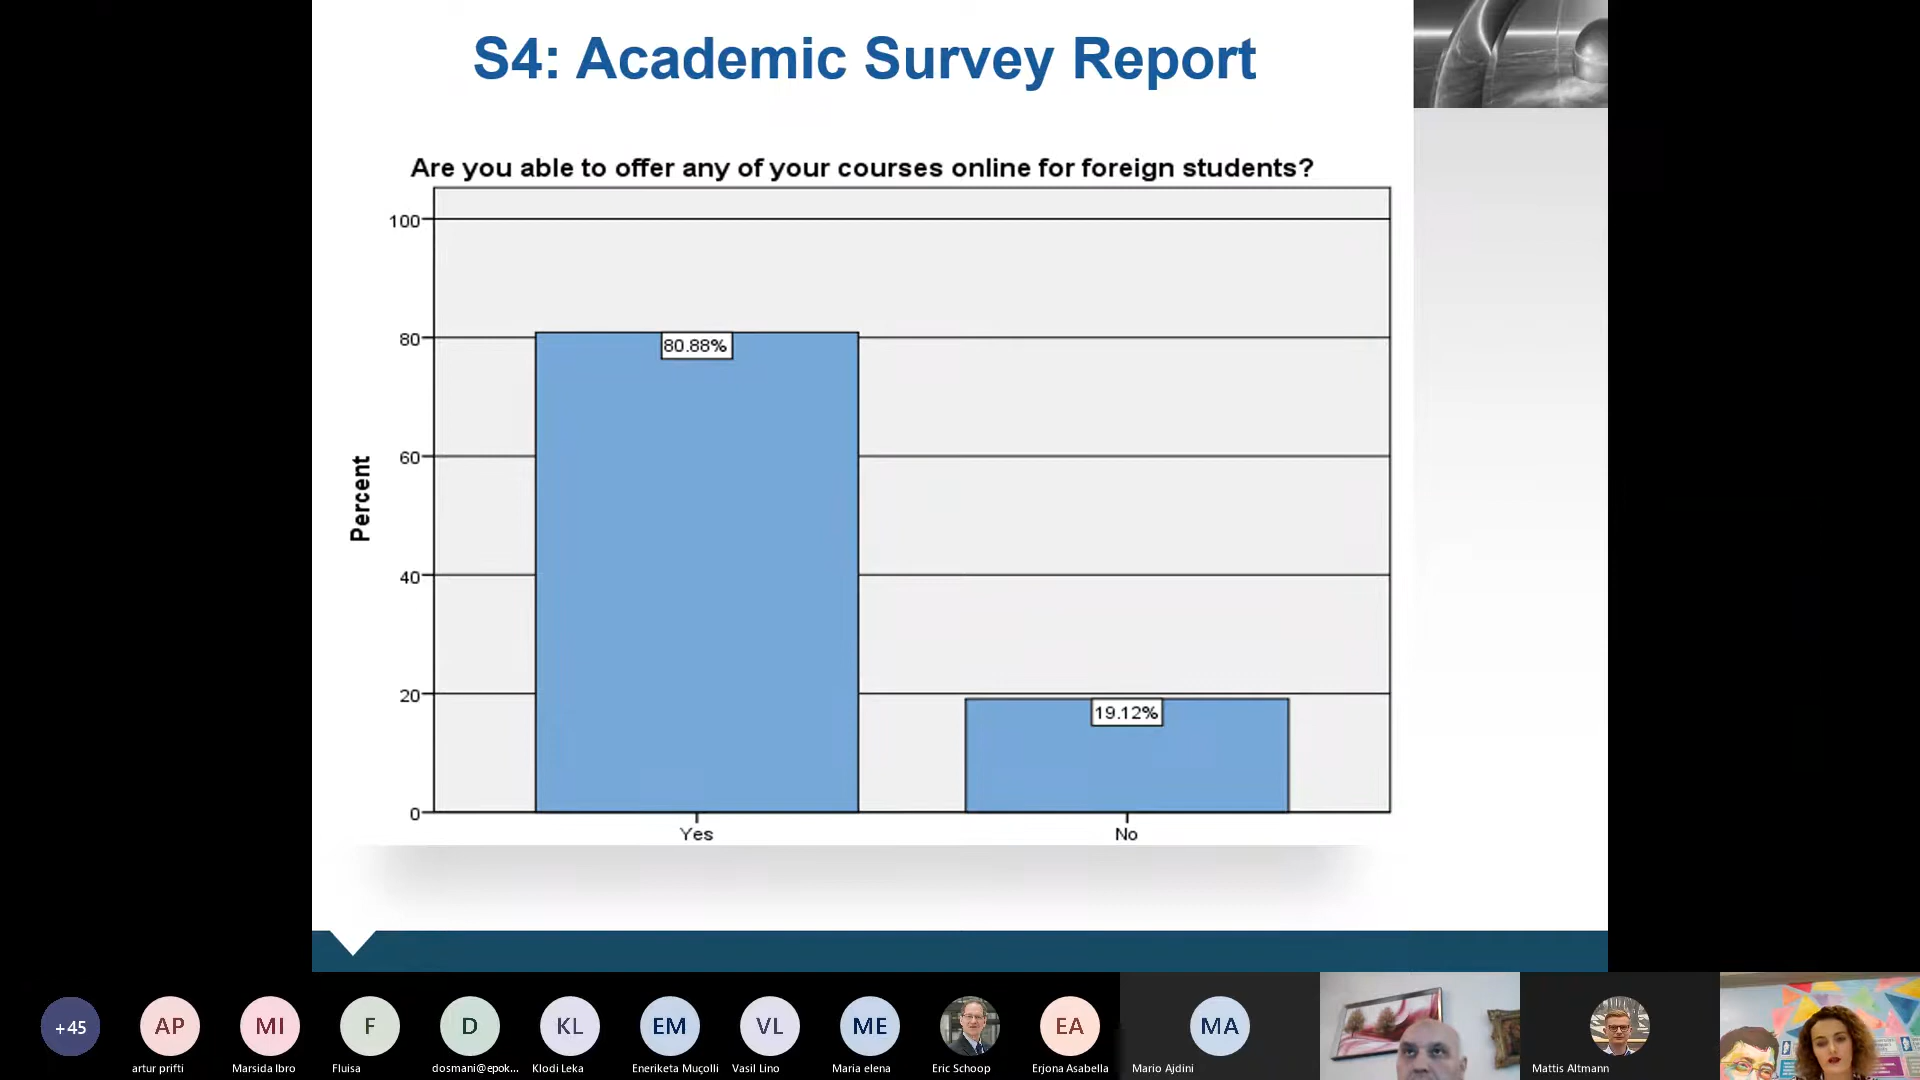 S4: Academic Survey Report
Are you able to offer any of your courses online for foreign students?
100
80
60
40
20
0
Percent
80.88%
19.12%
Yes
No
+45
AP
MI
F
D
KL
EM
VL
ME
EA
MA
artur prifti
Marsida Ibro
Fluisa
dosmani@epok...
Klodi Leka
Eneriketa Muçolli
Vasil Lino
Maria elena
Eric Schoop
Erjona Asabella
Mario Ajdini
Mattis Altmann